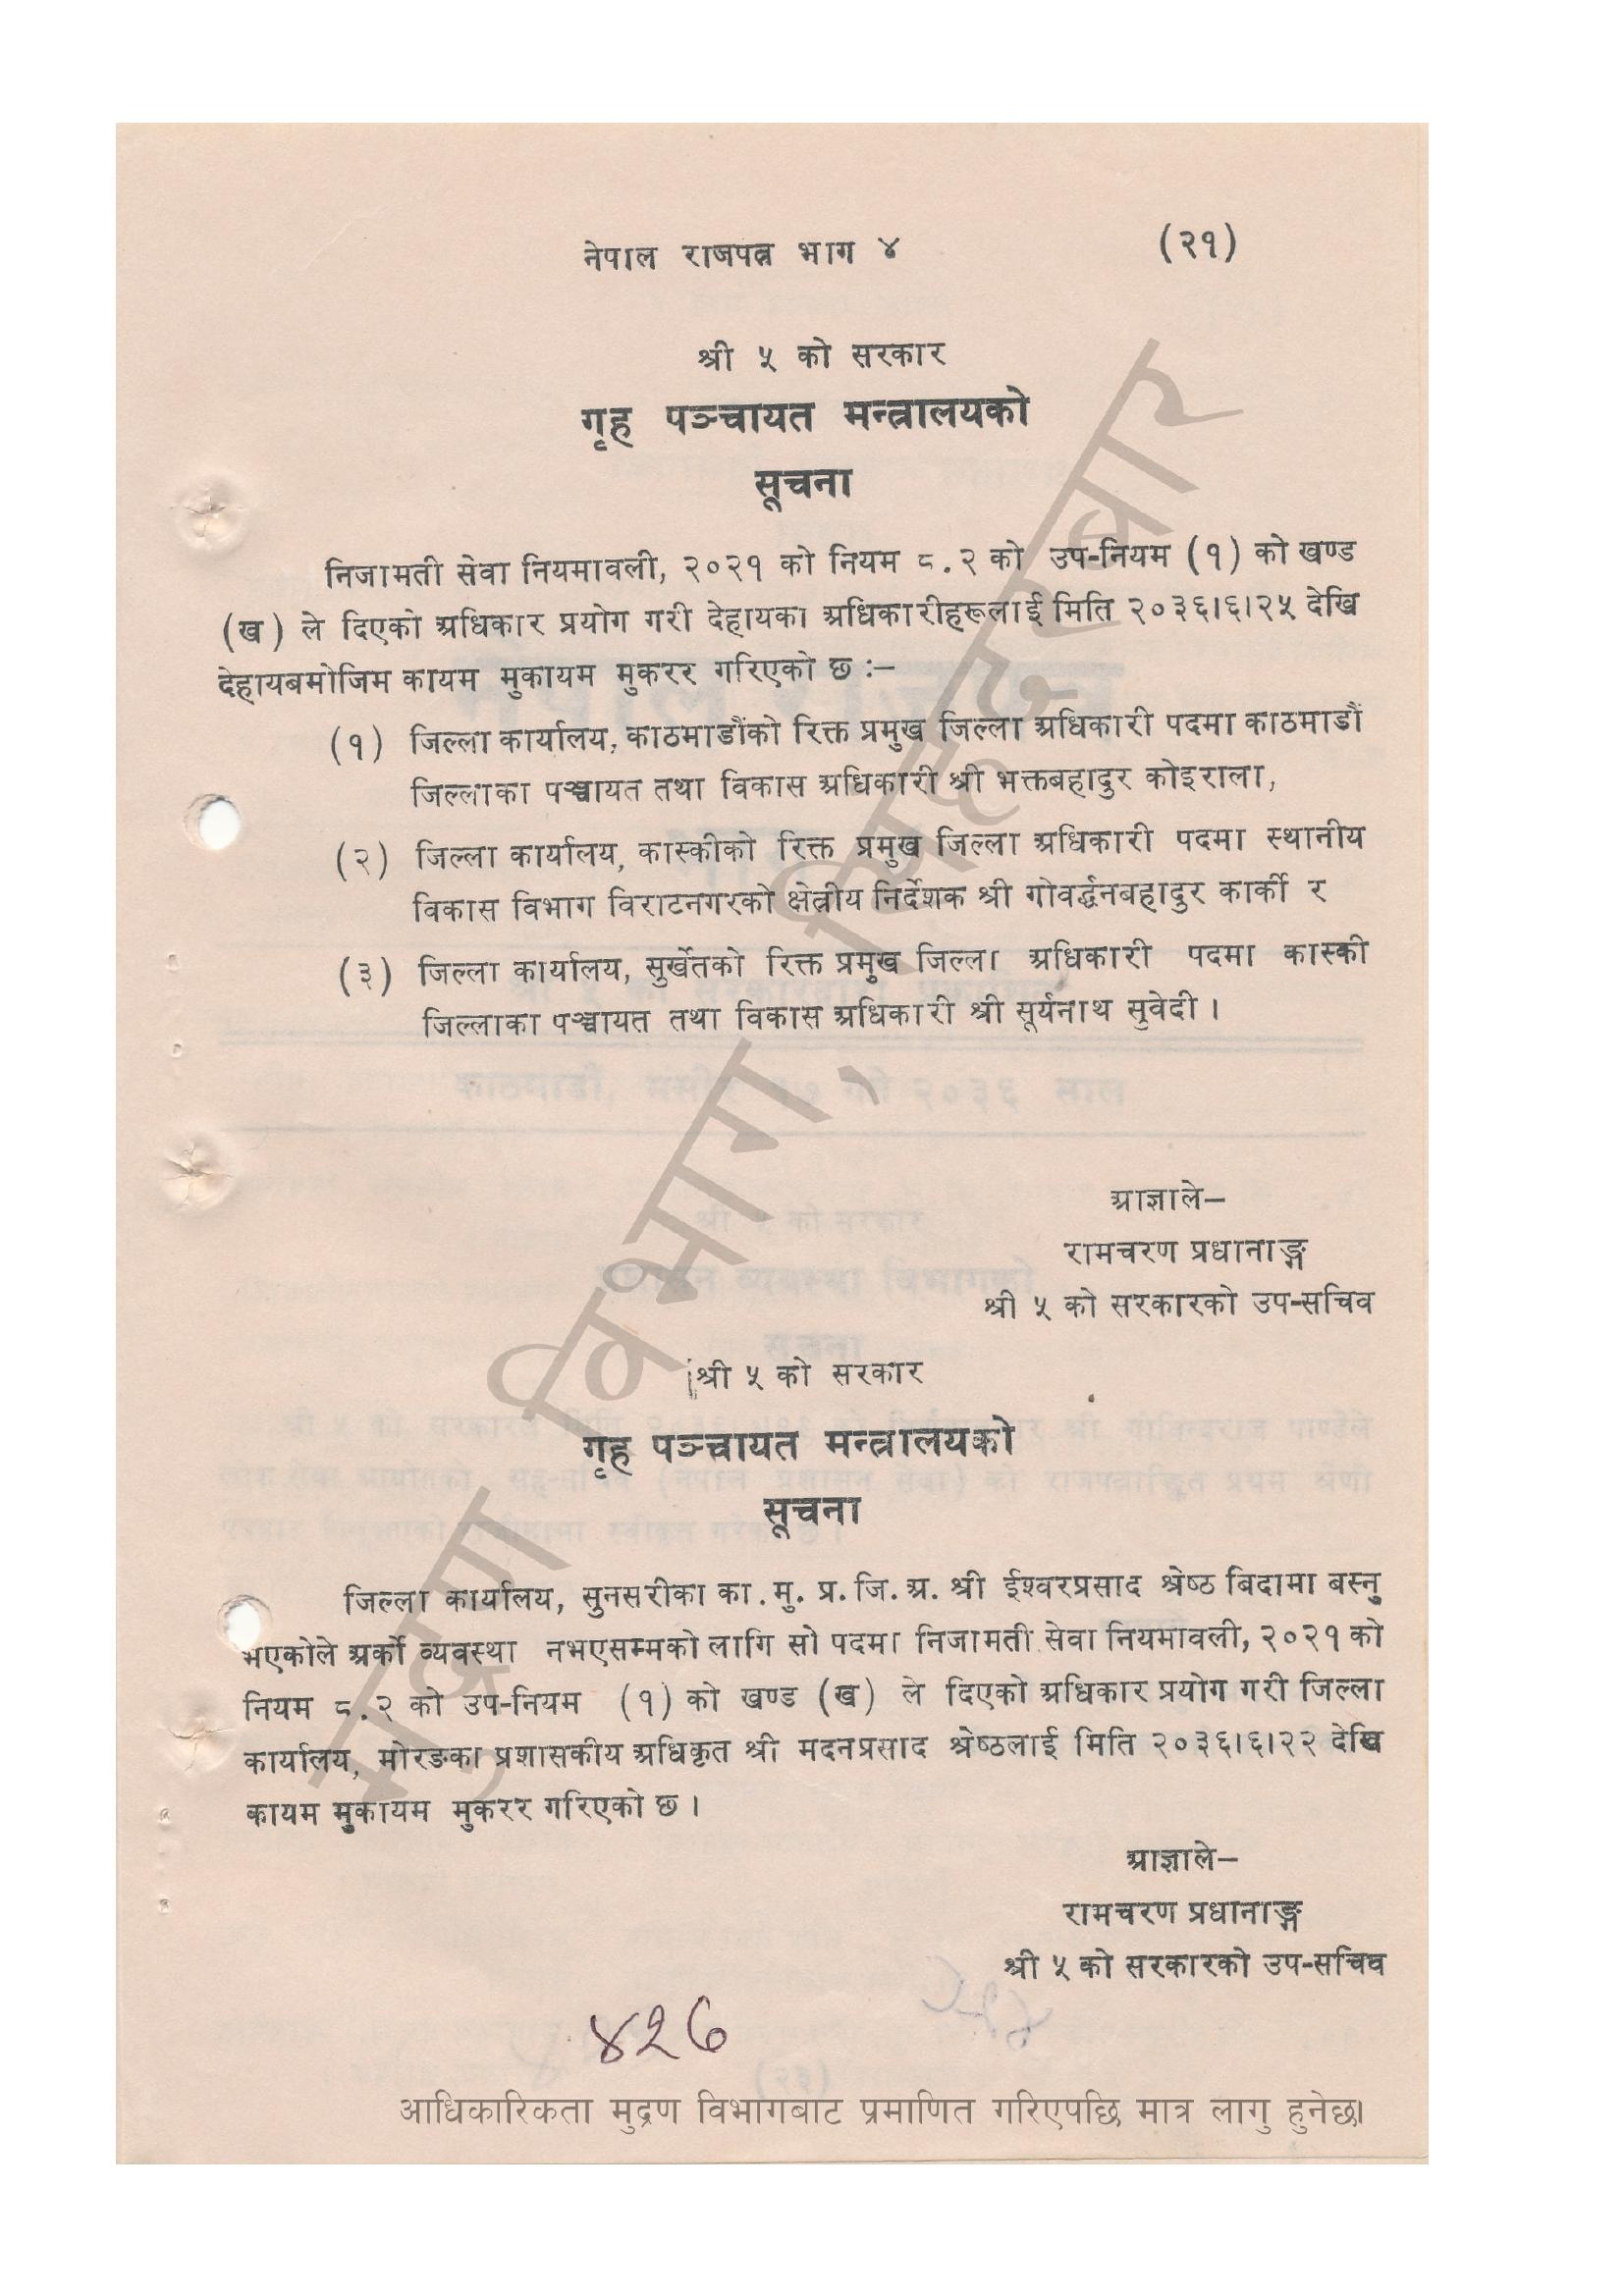 नेपाल राजपत्र भाग ४ (२१)
श्री ५ को सरकार
गृह पञ्चायत मन्त्रालयको
सूचना
निजामती सेवा नियमावली, २०२१ को नियम ८.२ को उप-नियम (१) को खण्ड
(ख) ले दिएको अधिकार प्रयोग गरी देहायका अधिकारीहरूलाई मिति २०३६।६।२५ देखि
देहायबमोजिम कायम मुकायम मुकरर गरिएको छ :–
(१) जिल्ला कार्यालय, काठमाडौंको रिक्त प्रमुख जिल्ला अधिकारी पदमा काठमाडौं
जिल्लाका पञ्चायत तथा विकास अधिकारी श्री भक्तबहादुर कोइराला,
(२) जिल्ला कार्यालय, कास्कीको रिक्त प्रमुख जिल्ला अधिकारी पदमा स्थानीय
विकास विभाग विराटनगरको क्षेत्रीय निर्देशक श्री गोवर्द्धनबहादुर कार्की र
(३) जिल्ला कार्यालय, सुर्खेतको रिक्त प्रमुख जिल्ला अधिकारी पदमा कास्की
जिल्लाका पञ्चायत तथा विकास अधिकारी श्री सूर्यनाथ सुवेदी ।
आज्ञाले–
रामचरण प्रधानाङ्ग
श्री ५ को सरकारको उप-सचिव
श्री ५ को सरकार
गृह पञ्चायत मन्त्रालयको
सूचना
जिल्ला कार्यालय, सुनसरीका का. मु. प्र. जि. अ. श्री ईश्वरप्रसाद श्रेष्ठ बिदामा बस्नु
भएकोले अर्को व्यवस्था नभएसम्मको लागि सो पदमा निजामती सेवा नियमावली, २०२१ को
नियम ८.२ को उप-नियम (१) को खण्ड (ख) ले दिएको अधिकार प्रयोग गरी जिल्ला
कार्यालय, मोरङका प्रशासकीय अधिकृत श्री मदनप्रसाद श्रेष्ठलाई मिति २०३६।६।२२ देखि
कायम मुकायम मुकरर गरिएको छ ।
आज्ञाले–
रामचरण प्रधानाङ्ग
श्री ५ को सरकारको उप-सचिव
४२७
आधिकारिकता मुद्रण विभागबाट प्रमाणित गरिएपछि मात्र लागु हुनेछ।
मुद्रण विभाग, सिंहदरबार